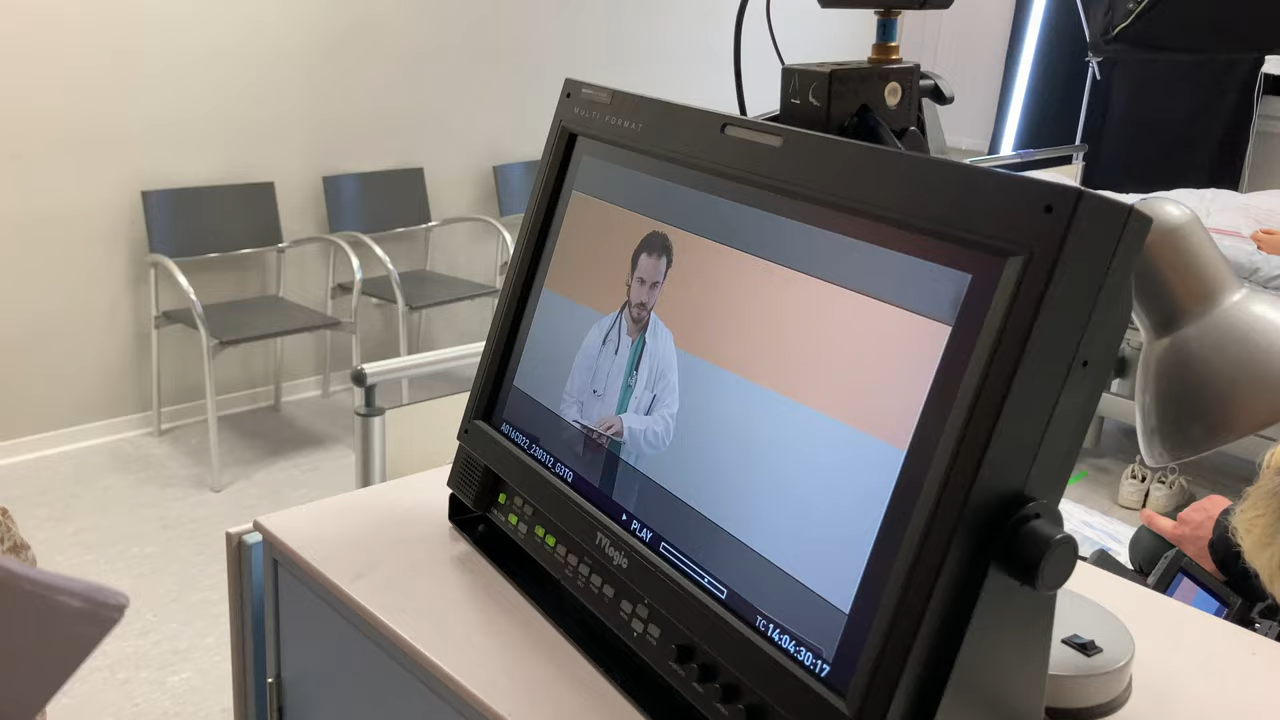 MULTI FORMAT
A016C022_230312_G3TQ
PLAY
TVLogic
TC 14:04:30:17